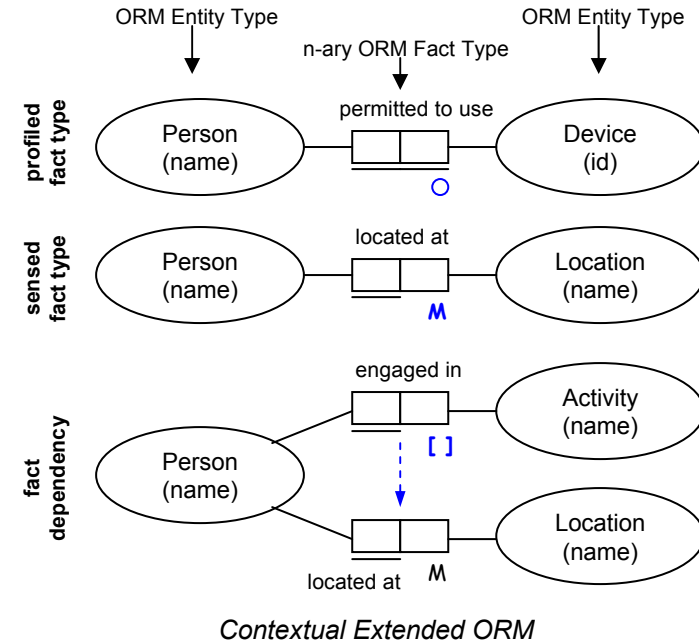 ORM Entity Type
ORM Entity Type
n-ary ORM Fact Type
profiled
fact type
Person
(name)
permitted to use
Device
(id)
sensed
fact type
Person
(name)
located at
Location
(name)
fact
dependency
Person
(name)
engaged in
[ ]
Activity
(name)
located at
Location
(name)
Contextual Extended ORM